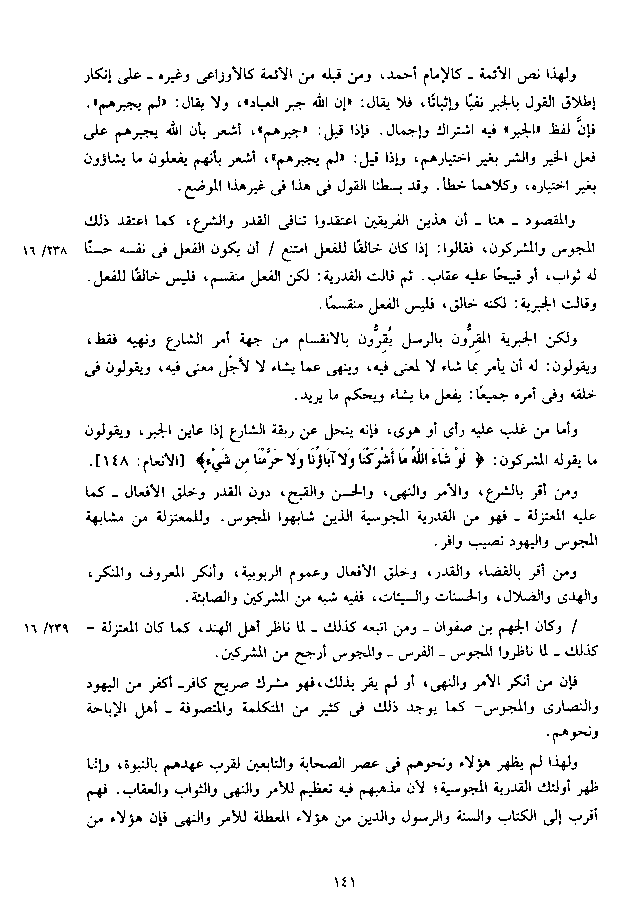 ولهذا نص الأئمة ـ كالإمام أحمد، ومن قبله من الأئمة كالأوزاعى وغيره ـ على إنكار
إطلاق القول بالجبر نفيًا وإثباتًا، فلا يقال: «إن الله جبر العباد»، ولا يقال: «لم يجبرهم».
فإنَّ لفظ «الجبر» فيه اشتراك وإجمال. فإذا قيل: «جبرهم»، أشعر بأن الله يجبرهم على
فعل الخير والشر بغير اختيارهم، وإذا قيل: «لم يجبرهم»، أشعر بأنهم يفعلون ما يشاؤون
بغير اختياره، وكلاهما خطأ. وقد بسطنا القول فى هذا فى غيرهذا الموضع.
والمقصود ـ هنا ـ أن هذين الفريقين اعتقدوا تنافى القدر والشرع، كما اعتقد ذلك
المجوس والمشركون، فقالوا: إذا كان خالقًا للفعل امتنع / أن يكون الفعل فى نفسه حسنًا ١٦/ ٢٣٨
له ثواب، أو قبيحًا عليه عقاب. ثم قالت القدرية: لكن الفعل منقسم، فليس خالقًا للفعل.
وقالت الجبرية: لكنه خالق، فليس الفعل منقسمًا.
ولكن الجبرية المقِرُّون بالرسل يُقِرُّون بالانقسام من جهة أمر الشارع ونهيه فقط،
ويقولون: له أن يأمر بما شاء لا لمعنى فيه، وينهى عما يشاء لا لأجْل معنى فيه، ويقولون فى
خلقه وفى أمره جميعًا: يفعل ما يشاء ويحكم ما يريد.
وأما من غلب عليه رأى أو هوى، فإنه ينحل عن ربقة الشارع إذا عاين الجبر، ويقولون
ما يقوله المشركون: ﴿ لَوْ شَاءَ اللَّهُ مَا أَشْرَكْنَا وَلا آبَاؤُنَا وَلا حَرَّمْنَا مِن شَيْءٍ﴾ [الأنعام: ١٤٨].
ومن أقر بالشرع، والأمر والنهى، والحسن والقبح، دون القدر وخلق الأفعال ـ كما
عليه المعتزلة ـ فهو من القدرية المجوسية الذين شابهوا المجوس. وللمعتزلة من مشابهة
المجوس واليهود نصيب وافر.
ومن أقر بالقضاء والقدر، وخلق الأفعال وعموم الربوبية، وأنكر المعروف والمنكر،
والهدى والضلال، والحسنات والسيئات، ففيه شبه من المشركين والصابئة.
/ وكان الجهم بن صفوان ـ ومن اتبعه كذلك ـ لما ناظر أهل الهند، كما كان المعتزلة - ١٦/ ٢٣٩
كذلك ـ لما ناظروا المجوس ـ الفرس ـ والمجوس أرجح من المشركين.
فإن من أنكر الأمر والنهى، أو لم يقر بذلك، فهو مشرك صريح كافرـ أكفر من اليهود
والنصارى والمجوس- كما يوجد ذلك فى كثير من المتكلمة والمتصوفة ـ أهل الإباحة
ونحوهم.
ولهذا لم يظهر هؤلاء ونحوهم فى عصر الصحابة والتابعين لقرب عهدهم بالنبوة، وإنما
ظهر أولئك القدرية المجوسية؛ لأن مذهبهم فيه تعظيم للأمر والنهى والثواب والعقاب. فهم
أقرب إلى الكتاب والسنة والرسول والدين من هؤلاء المعطلة للأمر والنهى فإن هؤلاء من
١٤١